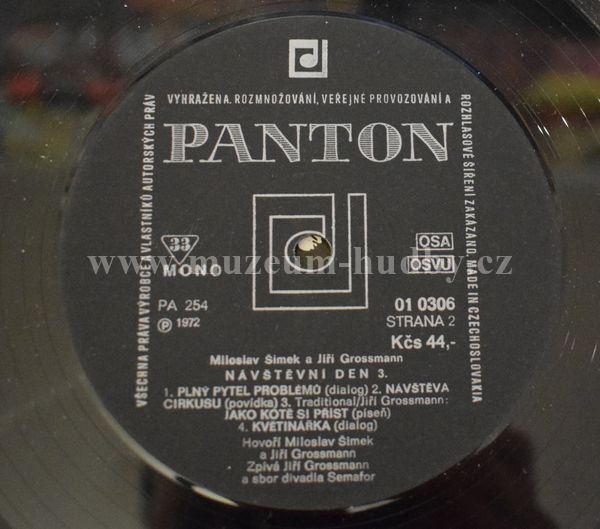 VŠECHNA PRÁVA VÝROBCE A VLASTNÍKŮ AUTORSKÝCH PRÁV
VYHRAŽENA. ROZMNOŽOVÁNÍ, VEŘEJNÉ PROVOZOVÁNÍ A
ROZHLASOVÉ ŠÍŘENÍ ZAKÁZÁNO. MADE IN CZECHOSLOVAKIA
PANTON
33
MONO
OSA
OSVU
www.muzeum-hudby.cz
PA 254
01 0306
Ⓟ 1972
STRANA 2
Kčs 44,-
Miloslav Šimek a Jiří Grossmann
NÁVŠTĚVNÍ DEN 3.
1. PLNÝ PYTEL PROBLÉMŮ (dialog) 2. NÁVŠTĚVA
CIRKUSU (povídka) 3. Traditional/Jiří Grossmann:
JAKO KOTĚ SI PŘÍST (píseň)
4. KVĚTINÁŘKA (dialog)
Hovoří Miloslav Šimek
a Jiří Grossmann
Zpívá Jiří Grossmann
a sbor divadla Semafor